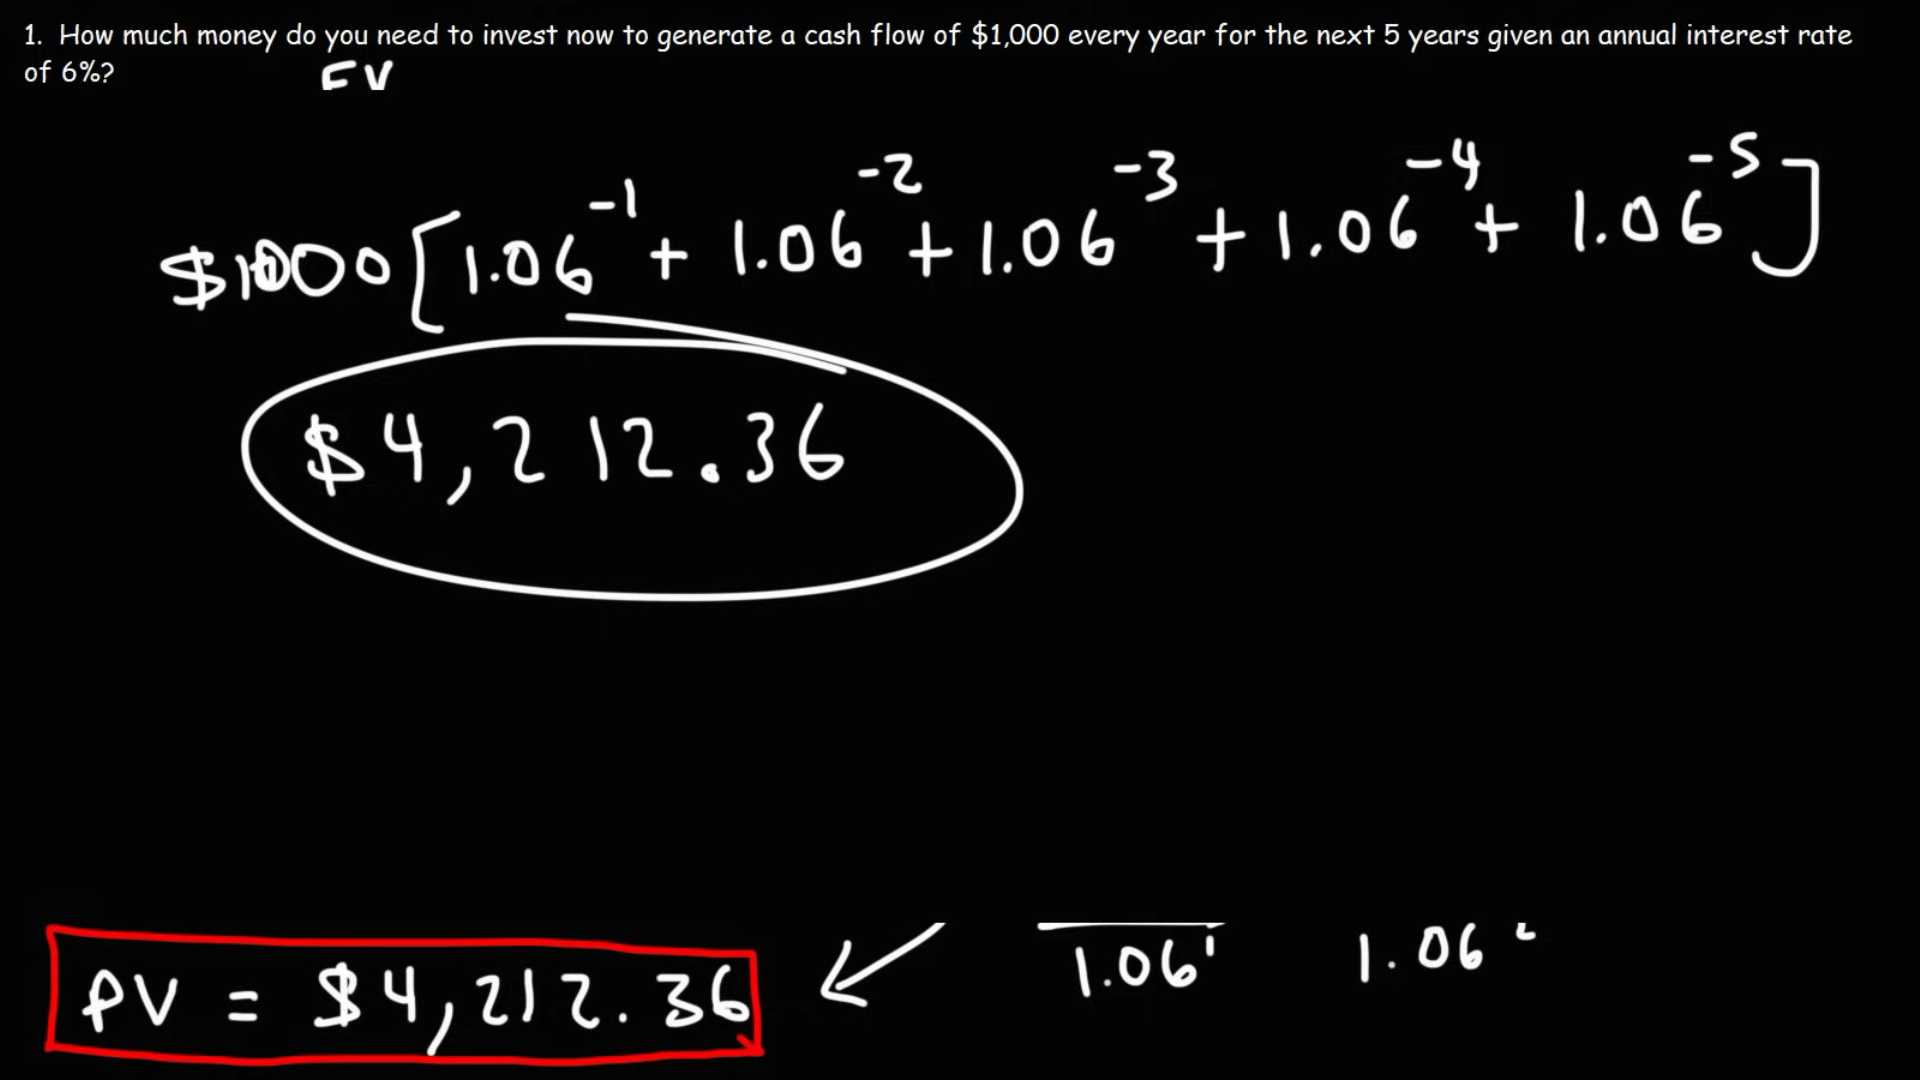 1. How much money do you need to invest now to generate a cash flow of $1,000 every year for the next 5 years given an annual interest rate
of 6%?
FV
$1000[1.06⁻¹ + 1.06⁻² + 1.06⁻³ + 1.06⁻⁴ + 1.06⁻⁵]
$4,212.36
PV = $4,212.36
1.06¹ 1.06²